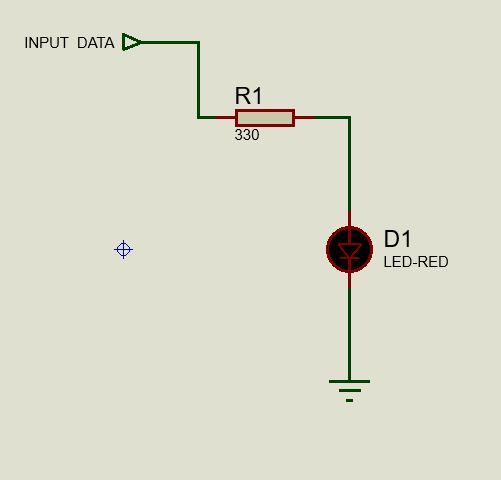 INPUT DATA
R1
330
D1
LED-RED